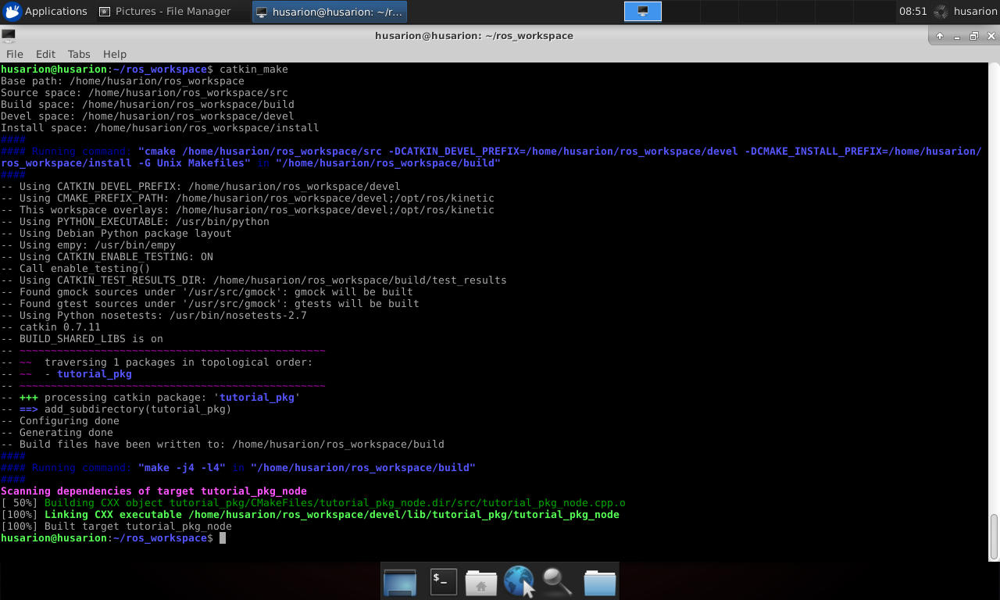 Applications
Pictures - File Manager
husarion@husarion: ~/r...
08:51
husarion
husarion@husarion: ~/ros_workspace
File Edit Tabs Help
husarion@husarion:~/ros_workspace$ catkin_make
Base path: /home/husarion/ros_workspace
Source space: /home/husarion/ros_workspace/src
Build space: /home/husarion/ros_workspace/build
Devel space: /home/husarion/ros_workspace/devel
Install space: /home/husarion/ros_workspace/install
####
#### Running command: "cmake /home/husarion/ros_workspace/src -DCATKIN_DEVEL_PREFIX=/home/husarion/ros_workspace/devel -DCMAKE_INSTALL_PREFIX=/home/husarion/
ros_workspace/install -G Unix Makefiles" in "/home/husarion/ros_workspace/build"
####
-- Using CATKIN_DEVEL_PREFIX: /home/husarion/ros_workspace/devel
-- Using CMAKE_PREFIX_PATH: /home/husarion/ros_workspace/devel;/opt/ros/kinetic
-- This workspace overlays: /home/husarion/ros_workspace/devel;/opt/ros/kinetic
-- Using PYTHON_EXECUTABLE: /usr/bin/python
-- Using Debian Python package layout
-- Using empy: /usr/bin/empy
-- Using CATKIN_ENABLE_TESTING: ON
-- Call enable_testing()
-- Using CATKIN_TEST_RESULTS_DIR: /home/husarion/ros_workspace/build/test_results
-- Found gmock sources under '/usr/src/gmock': gmock will be built
-- Found gtest sources under '/usr/src/gmock': gtests will be built
-- Using Python nosetests: /usr/bin/nosetests-2.7
-- catkin 0.7.11
-- BUILD_SHARED_LIBS is on
-- ~~~~~~~~~~~~~~~~~~~~~~~~~~~~~~~~~~~~~~~~~~~~~~~~~
-- ~~  traversing 1 packages in topological order:
-- ~~  - tutorial_pkg
-- ~~~~~~~~~~~~~~~~~~~~~~~~~~~~~~~~~~~~~~~~~~~~~~~~~
-- +++ processing catkin package: 'tutorial_pkg'
-- ==> add_subdirectory(tutorial_pkg)
-- Configuring done
-- Generating done
-- Build files have been written to: /home/husarion/ros_workspace/build
####
#### Running command: "make -j4 -l4" in "/home/husarion/ros_workspace/build"
####
Scanning dependencies of target tutorial_pkg_node
[ 50%] Building CXX object tutorial_pkg/CMakeFiles/tutorial_pkg_node.dir/src/tutorial_pkg_node.cpp.o
[100%] Linking CXX executable /home/husarion/ros_workspace/devel/lib/tutorial_pkg/tutorial_pkg_node
[100%] Built target tutorial_pkg_node
husarion@husarion:~/ros_workspace$
$_